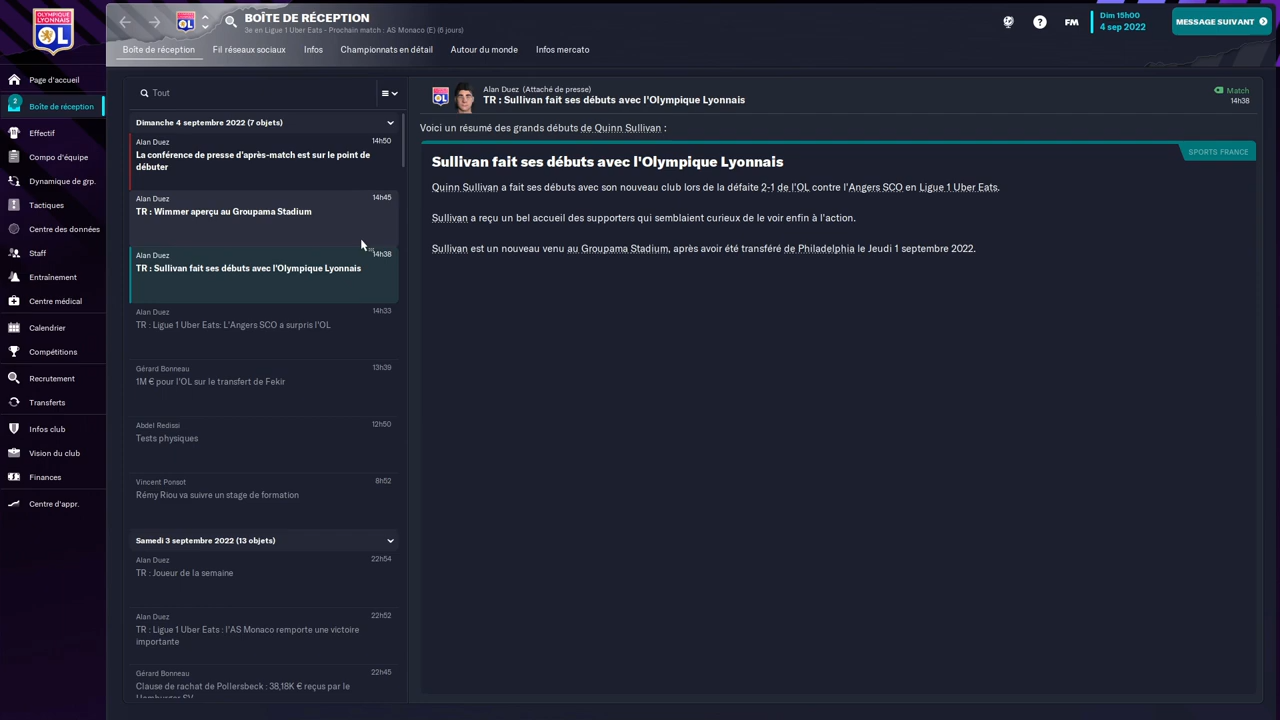 OLYMPIQUE
LYONNAIS
OL
BOÎTE DE RÉCEPTION
3e en Ligue 1 Uber Eats - Prochain match : AS Monaco (E) (6 jours)
FM
Dim 15h00
4 sep 2022
MESSAGE SUIVANT
Boîte de réception
Fil réseaux sociaux
Infos
Championnats en détail
Autour du monde
Infos mercato
Page d'accueil
2
Boîte de réception
Effectif
Compo d'équipe
Dynamique de grp.
Tactiques
Centre des données
Staff
Entraînement
Centre médical
Calendrier
Compétitions
Recrutement
Transferts
Infos club
Vision du club
Finances
Centre d'appr.
Tout
Dimanche 4 septembre 2022 (7 objets)
Alan Duez 14h50
La conférence de presse d'après-match est sur le point de
débuter
Alan Duez 14h45
TR : Wimmer aperçu au Groupama Stadium
Alan Duez 14h38
TR : Sullivan fait ses débuts avec l'Olympique Lyonnais
Alan Duez 14h33
TR : Ligue 1 Uber Eats: L'Angers SCO a surpris l'OL
Gérard Bonneau 13h39
1M € pour l'OL sur le transfert de Fekir
Abdel Redissi 12h50
Tests physiques
Vincent Ponsot 8h52
Rémy Riou va suivre un stage de formation
Samedi 3 septembre 2022 (13 objets)
Alan Duez 22h54
TR : Joueur de la semaine
Alan Duez 22h52
TR : Ligue 1 Uber Eats : l'AS Monaco remporte une victoire
importante
Gérard Bonneau 22h45
Clause de rachat de Pollersbeck : 38,18K € reçus par le
Hamburger SV
Alan Duez (Attaché de presse)
TR : Sullivan fait ses débuts avec l'Olympique Lyonnais
Match
14h38
Voici un résumé des grands débuts de Quinn Sullivan :
SPORTS FRANCE
Sullivan fait ses débuts avec l'Olympique Lyonnais
Quinn Sullivan a fait ses débuts avec son nouveau club lors de la défaite 2-1 de l'OL contre l'Angers SCO en Ligue 1 Uber Eats.
Sullivan a reçu un bel accueil des supporters qui semblaient curieux de le voir enfin à l'action.
Sullivan est un nouveau venu au Groupama Stadium, après avoir été transféré de Philadelphia le Jeudi 1 septembre 2022.